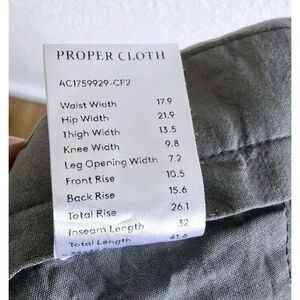 PROPER CLOTH
AC1759929-CF2
Waist Width 17.9
Hip Width 21.9
Thigh Width 13.5
Knee Width 9.8
Leg Opening Width 7.2
Front Rise 10.5
Back Rise 15.6
Total Rise 26.1
Inseam Length 32
Total Length 41.6